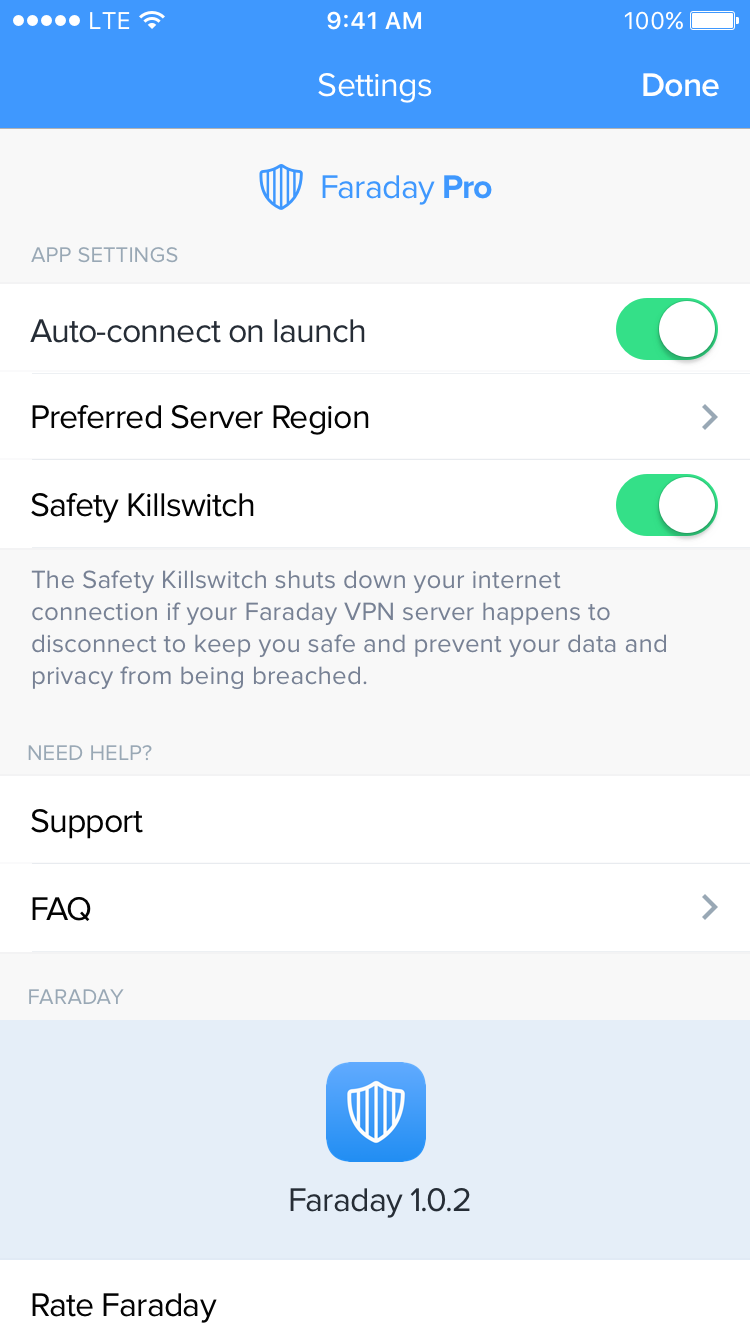 LTE 9:41 AM 100%
Settings Done
Faraday Pro
APP SETTINGS
Auto-connect on launch
Preferred Server Region
Safety Killswitch
The Safety Killswitch shuts down your internet
connection if your Faraday VPN server happens to
disconnect to keep you safe and prevent your data and
privacy from being breached.
NEED HELP?
Support
FAQ
FARADAY
Faraday 1.0.2
Rate Faraday